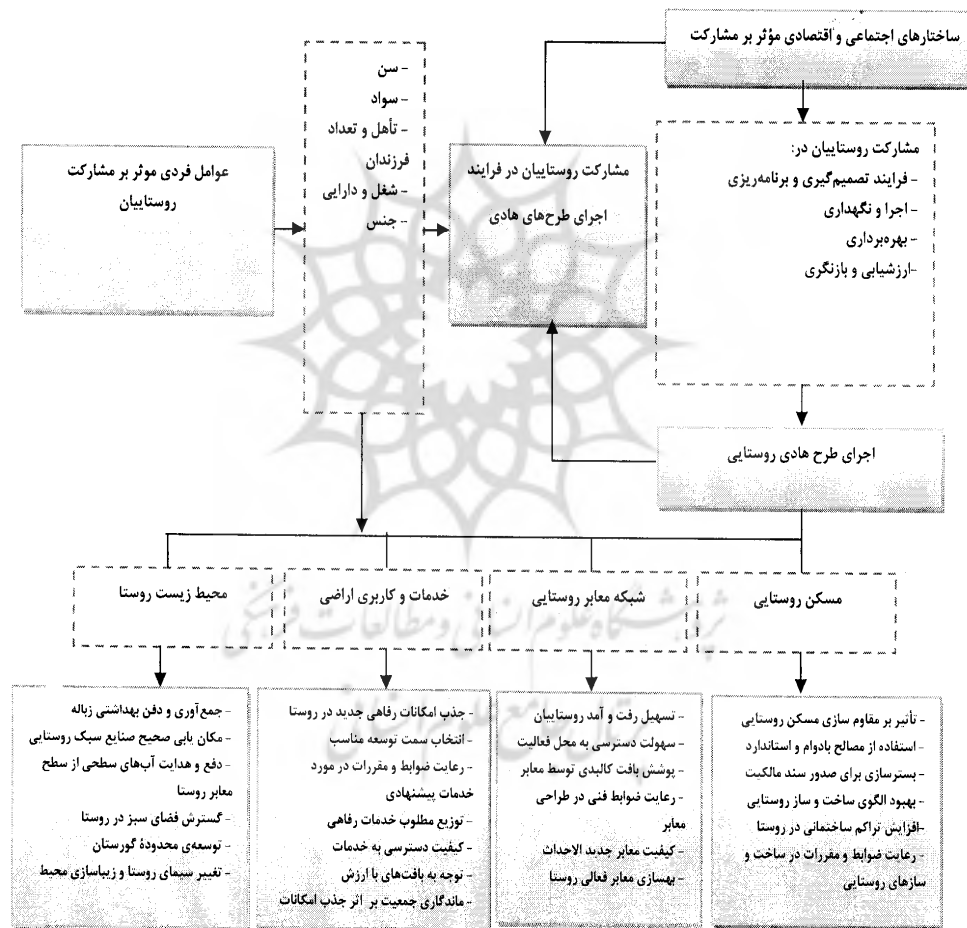 ساختارهای اجتماعی و اقتصادی مؤثر بر مشارکت
مشارکت روستاییان در:
- فرایند تصمیم‌گیری و برنامه‌ریزی
- اجرا و نگهداری
- بهره‌برداری
-ارزشیابی و بازنگری
مشارکت روستاییان در فرایند
اجرای طرح‌های هادی
- سن
- سواد
- تأهل و تعداد
فرزندان
- شغل و دارایی
- جنس
عوامل فردی موثر بر مشارکت
روستاییان
اجرای طرح هادی روستایی
مسکن روستایی
شبکه معابر روستایی
خدمات و کاربری اراضی
محیط زیست روستا
- تأثیر بر مقاوم سازی مسکن روستایی
- استفاده از مصالح بادوام و استاندارد
- بسترسازی برای صدور سند مالکیت
- بهبود الگوی ساخت و ساز روستایی
-افزایش تراکم ساختمانی در روستا
- رعایت ضوابط و مقررات در ساخت و
سازهای روستایی
- تسهیل رفت و آمد روستاییان
- سهولت دسترسی به محل فعالیت
- پوشش بافت کالبدی توسط معابر
- رعایت ضوابط فنی در طراحی
معابر
- کیفیت معابر جدید الاحداث
- بهسازی معابر فعالی روستا
- جذب امکانات رفاهی جدید در روستا
- انتخاب سمت توسعه مناسب
- رعایت ضوابط و مقررات در مورد
خدمات پیشنهادی
- توزیع مطلوب خدمات رفاهی
- کیفیت دسترسی به خدمات
- توجه به بافت‌های با ارزش
- ماندگاری جمعیت بر اثر جذب امکانات
- جمع‌آوری و دفن بهداشتی زباله
- مکان یابی صحیح صنایع سبک روستایی
- دفع و هدایت آب‌های سطحی از سطح
معابر روستا
- گسترش فضای سبز در روستا
- توسعه‌ی محدودۀ گورستان
- تغییر سیمای روستا و زیباسازی محیط
پژوهشگاه علوم انسانی و مطالعات فرهنگی